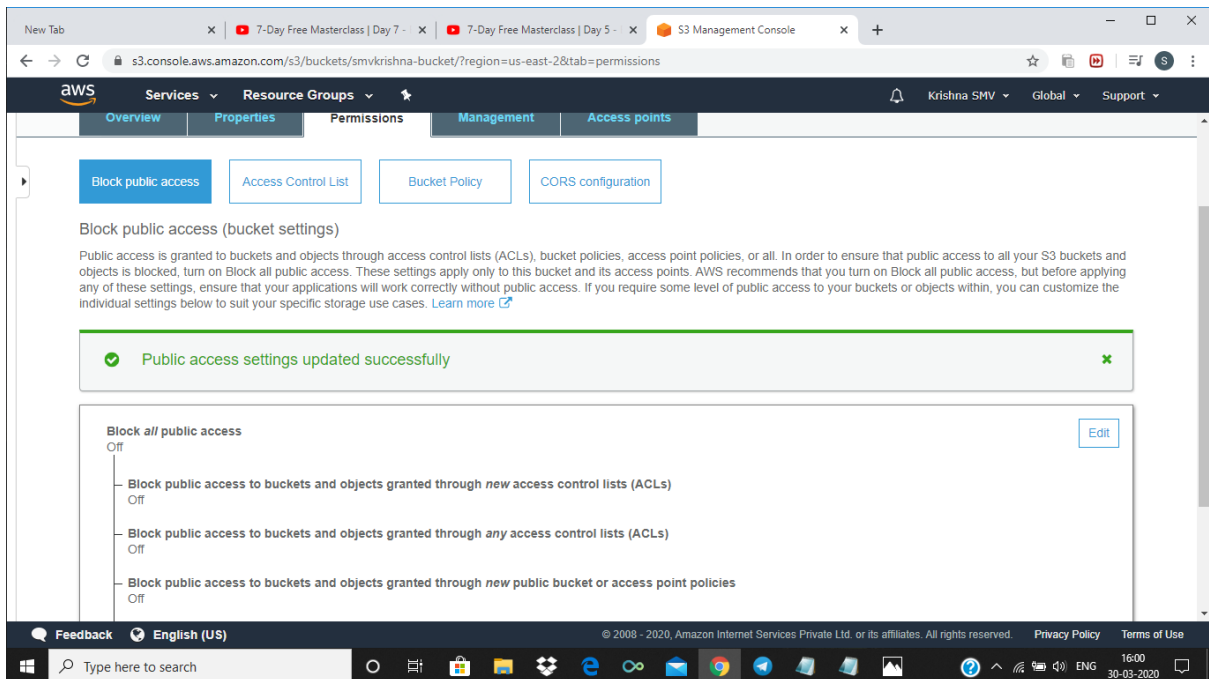 New Tab
7-Day Free Masterclass | Day 7 -
7-Day Free Masterclass | Day 5 -
S3 Management Console
s3.console.aws.amazon.com/s3/buckets/smvkrishna-bucket/?region=us-east-2&tab=permissions
S
aws
Services
Resource Groups
Krishna SMV
Global
Support
Overview
Properties
Permissions
Management
Access points
Block public access
Access Control List
Bucket Policy
CORS configuration
Block public access (bucket settings)
Public access is granted to buckets and objects through access control lists (ACLs), bucket policies, access point policies, or all. In order to ensure that public access to all your S3 buckets and
objects is blocked, turn on Block all public access. These settings apply only to this bucket and its access points. AWS recommends that you turn on Block all public access, but before applying
any of these settings, ensure that your applications will work correctly without public access. If you require some level of public access to your buckets or objects within, you can customize the
individual settings below to suit your specific storage use cases. Learn more
Public access settings updated successfully
Block all public access
Off
Edit
Block public access to buckets and objects granted through new access control lists (ACLs)
Off
Block public access to buckets and objects granted through any access control lists (ACLs)
Off
Block public access to buckets and objects granted through new public bucket or access point policies
Off
Feedback
English (US)
© 2008 - 2020, Amazon Internet Services Private Ltd. or its affiliates. All rights reserved.
Privacy Policy
Terms of Use
Type here to search
ENG
16:00
30-03-2020